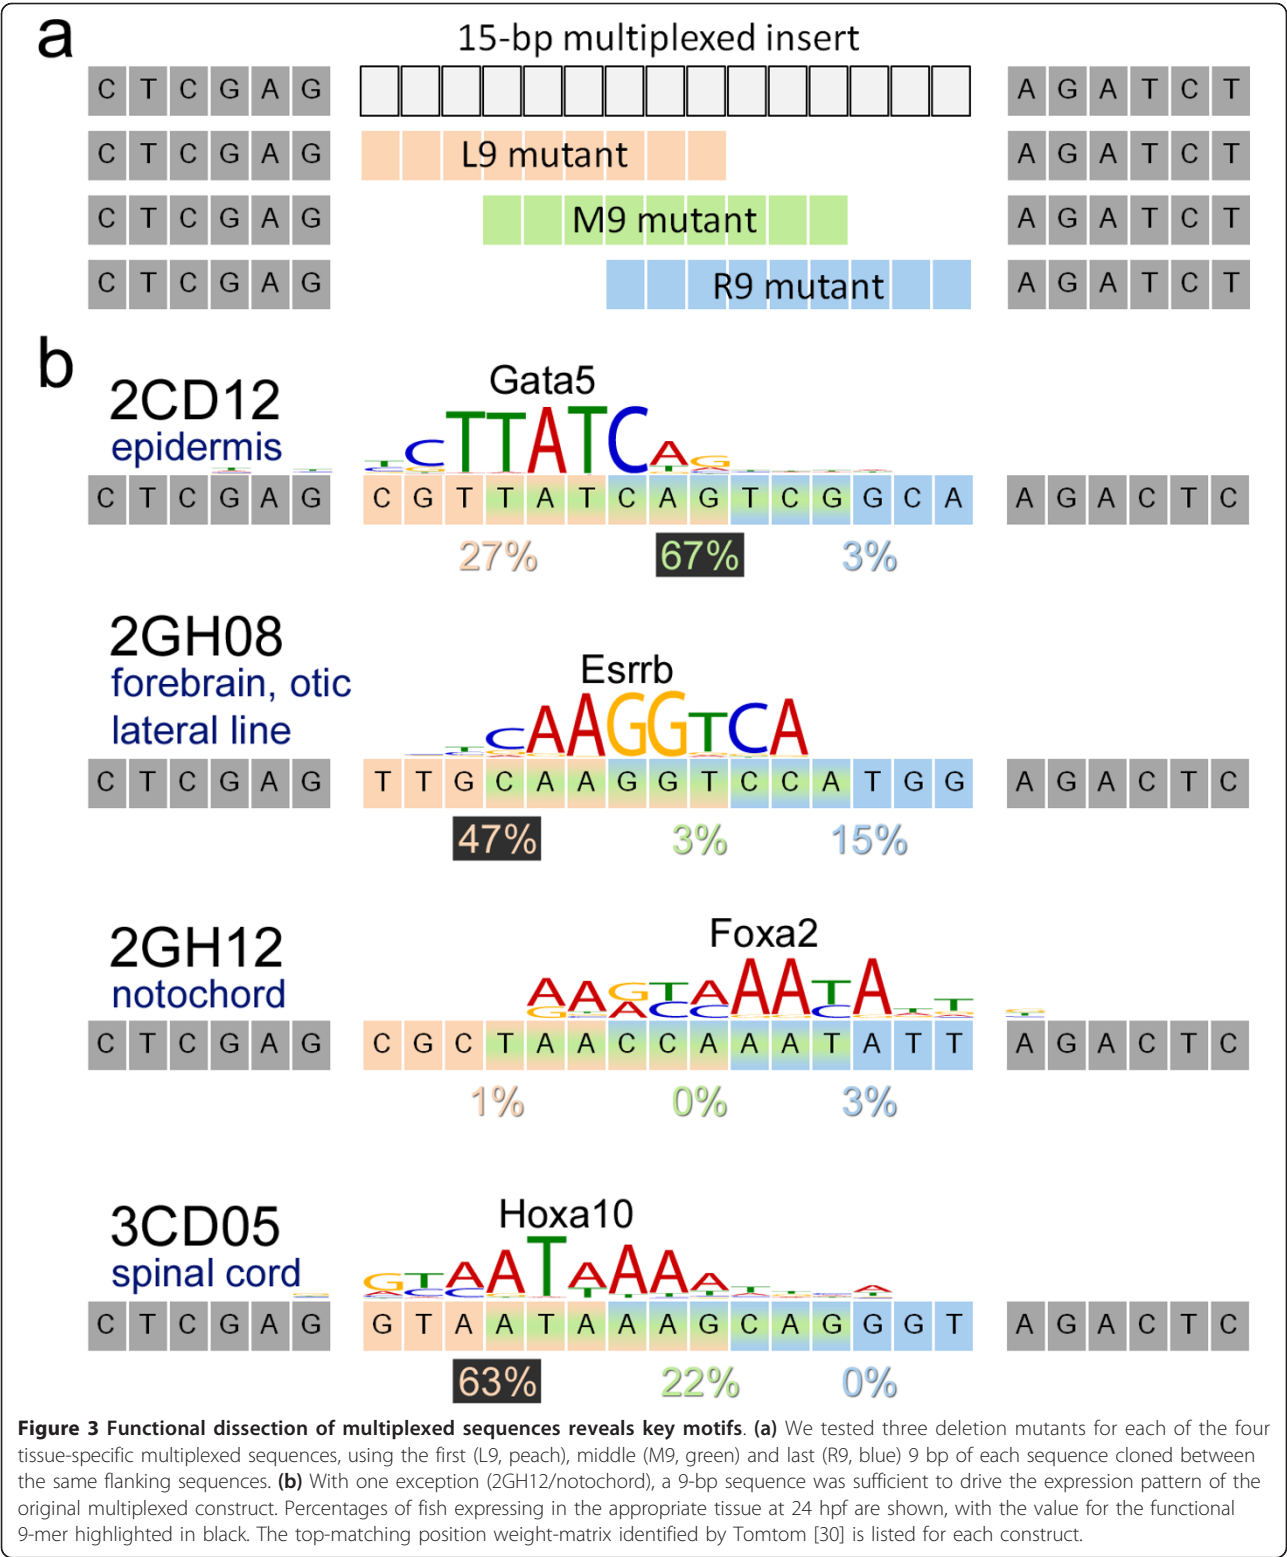 a
15-bp multiplexed insert
C T C G A G A G A T C T
C T C G A G L9 mutant A G A T C T
C T C G A G M9 mutant A G A T C T
C T C G A G R9 mutant A G A T C T
b
2CD12
epidermis
Gata5
CTTATCAG
C T C G A G C G T T A T C A G T C G G C A A G A C T C
27% 67% 3%
2GH08
forebrain, otic
lateral line
Esrrb
CAAGGTCA
C T C G A G T T G C A A G G T C C A T G G A G A C T C
47% 3% 15%
2GH12
notochord
Foxa2
AAGTAAATA
C T C G A G C G C T A A C C A A A T A T T A G A C T C
1% 0% 3%
3CD05
spinal cord
Hoxa10
GTAATAAAA
C T C G A G G T A A T A A A G C A G G G T A G A C T C
63% 22% 0%
Figure 3 Functional dissection of multiplexed sequences reveals key motifs. (a) We tested three deletion mutants for each of the four
tissue-specific multiplexed sequences, using the first (L9, peach), middle (M9, green) and last (R9, blue) 9 bp of each sequence cloned between
the same flanking sequences. (b) With one exception (2GH12/notochord), a 9-bp sequence was sufficient to drive the expression pattern of the
original multiplexed construct. Percentages of fish expressing in the appropriate tissue at 24 hpf are shown, with the value for the functional
9-mer highlighted in black. The top-matching position weight-matrix identified by Tomtom [30] is listed for each construct.